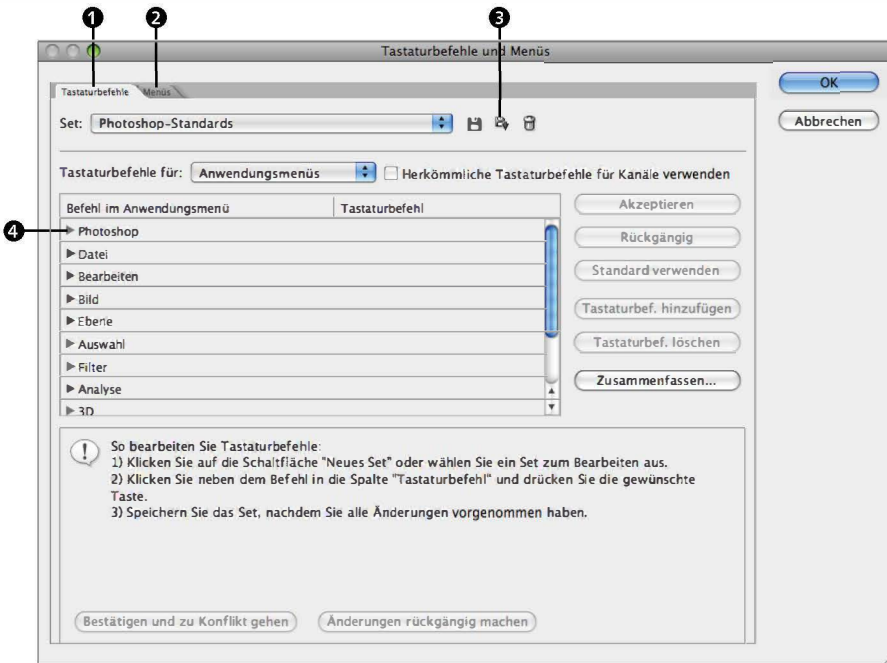 1 2 3
Tastaturbefehle und Menüs
Tastaturbefehle Menüs
OK
Set: Photoshop-Standards
Abbrechen
Tastaturbefehle für: Anwendungsmenüs Herkömmliche Tastaturbefehle für Kanäle verwenden
Befehl im Anwendungsmenü Tastaturbefehl
Akzeptieren
4 Photoshop
Rückgängig
Datei
Bearbeiten
Standard verwenden
Bild
Tastaturbef. hinzufügen
Ebene
Auswahl
Tastaturbef. löschen
Filter
Zusammenfassen...
Analyse
3D
So bearbeiten Sie Tastaturbefehle:
1) Klicken Sie auf die Schaltfläche "Neues Set" oder wählen Sie ein Set zum Bearbeiten aus.
2) Klicken Sie neben dem Befehl in die Spalte "Tastaturbefehl" und drücken Sie die gewünschte
Taste.
3) Speichern Sie das Set, nachdem Sie alle Änderungen vorgenommen haben.
Bestätigen und zu Konflikt gehen Änderungen rückgängig machen